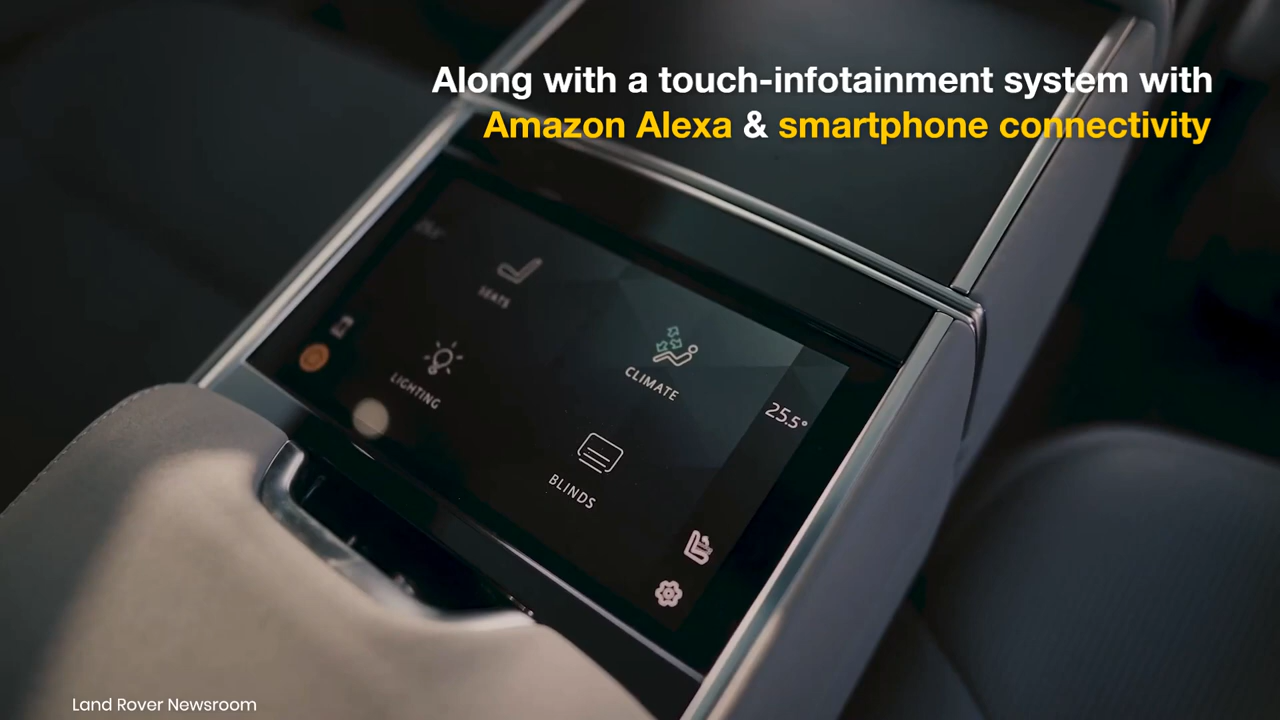 Along with a touch-infotainment system with
Amazon Alexa & smartphone connectivity
SEATS
CLIMATE
LIGHTING
25.5°
BLINDS
Land Rover Newsroom